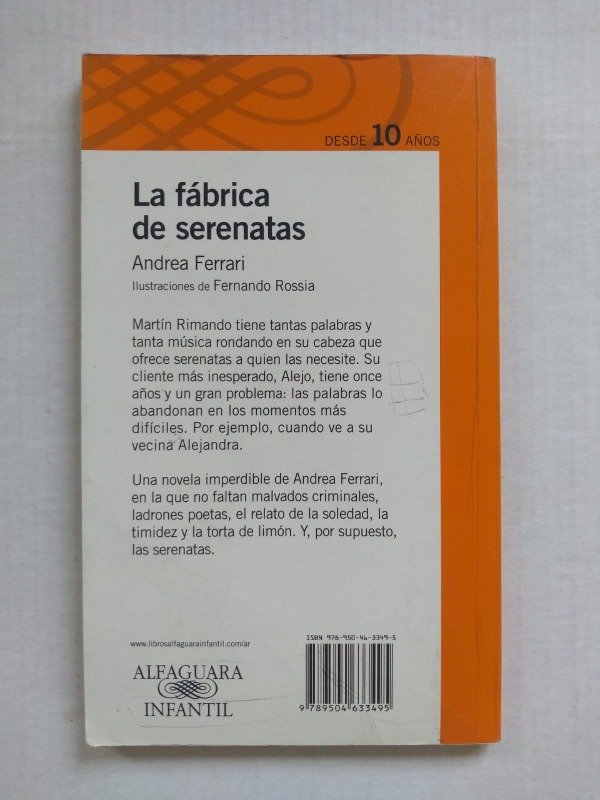 DESDE 10 AÑOS
La fábrica
de serenatas
Andrea Ferrari
Ilustraciones de Fernando Rossia
Martín Rimando tiene tantas palabras y
tanta música rondando en su cabeza que
ofrece serenatas a quien las necesite. Su
cliente más inesperado, Alejo, tiene once
años y un gran problema: las palabras lo
abandonan en los momentos más
difíciles. Por ejemplo, cuando ve a su
vecina Alejandra.
Una novela imperdible de Andrea Ferrari,
en la que no faltan malvados criminales,
ladrones poetas, el relato de la soledad, la
timidez y la torta de limón. Y, por supuesto,
las serenatas.
www.librosalfaguarainfantil.com/ar
ALFAGUARA
INFANTIL
ISBN 978-950-46-3349-5
9 789504 633495